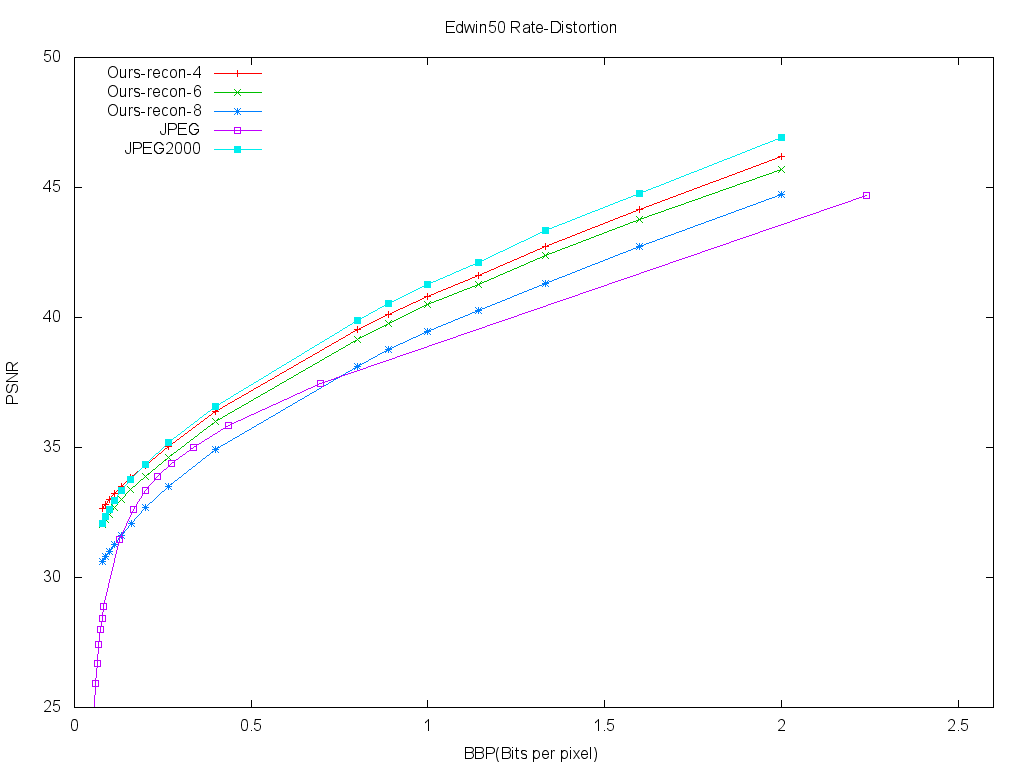 Edwin50 Rate-Distortion
50
45
40
35
30
25
PSNR
Ours-recon-4
Ours-recon-6
Ours-recon-8
JPEG
JPEG2000
0 0.5 1 1.5 2 2.5
BBP(Bits per pixel)